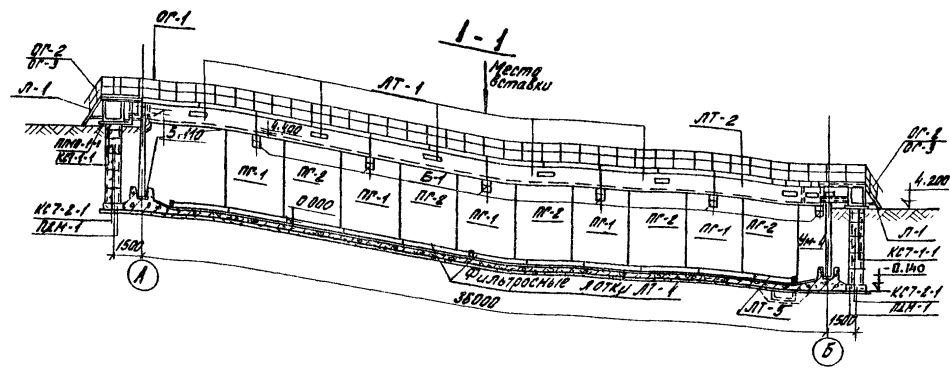 1-1
ОГ-1
ОГ-2
ОГ-3
Л-1
ЛТ-1
Место
вставки
ЛТ-2
ОГ-2
ОГ-3
5.110
4.400
4.200
КС7-2-1
ПДН-1
1500
А
ПГ-1
ПГ-2
0.000
ПГ-1
Б-1
ПГ-2
ПГ-1
ПГ-2
ПГ-1
ПГ-2
ПГ-1
ПГ-2
Л-1
КС7-1-1
-0.140
КС7-2-1
ПДН-1
Фильтросные лотки ЛТ-1
36000
ЛТ-3
1500
Б